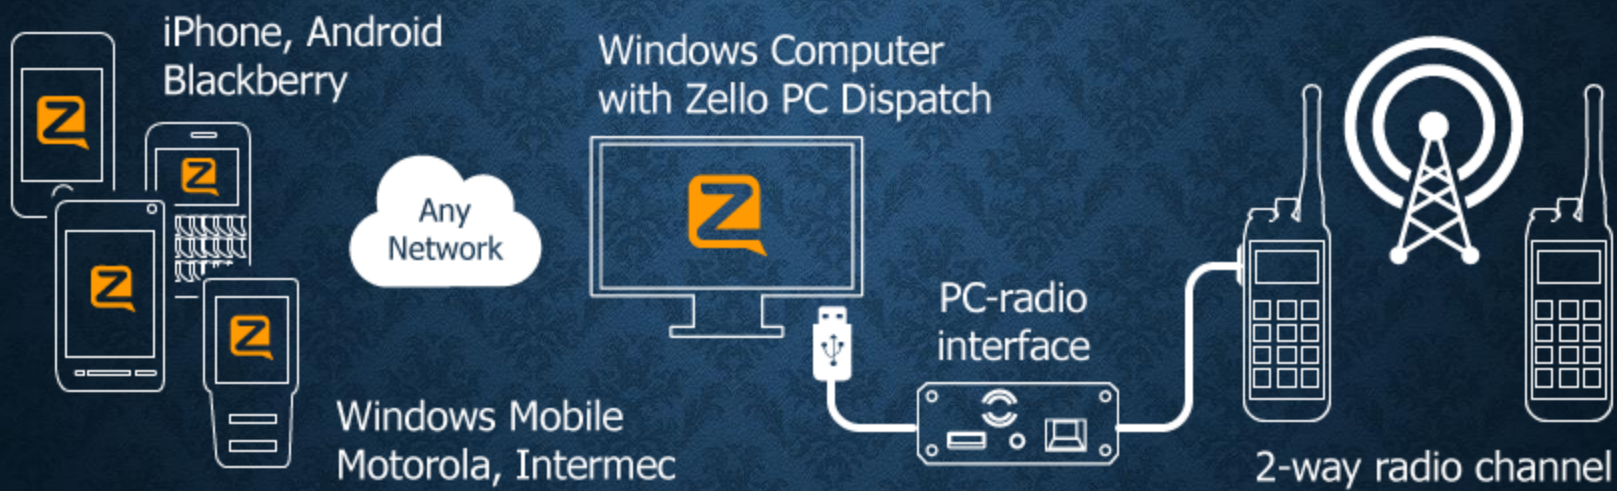 iPhone, Android
Blackberry
Any
Network
Windows Mobile
Motorola, Intermec
Windows Computer
with Zello PC Dispatch
PC-radio
interface
2-way radio channel